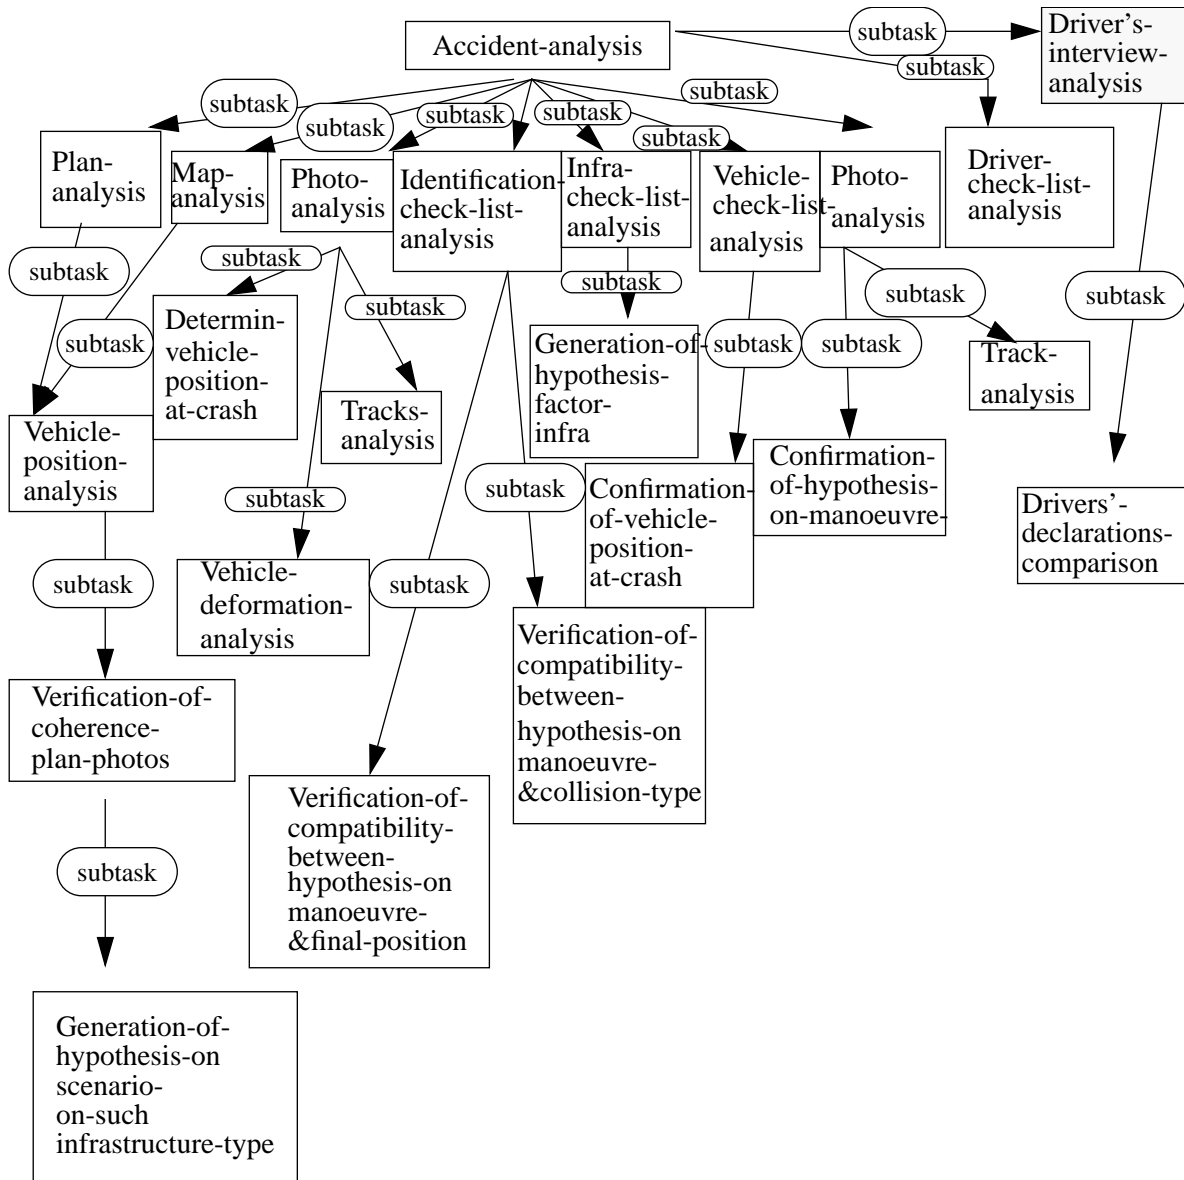 Accident-analysis
subtask
Driver's-
interview-
analysis
subtask
subtask
subtask
subtask
subtask
subtask
subtask
subtask
Plan-
analysis
Map-
analysis
Photo-
analysis
Identification-
check-list-
analysis
Infra-
check-list-
analysis
Vehicle-
check-list-
analysis
Photo-
analysis
Driver-
check-list-
analysis
subtask
subtask
subtask
subtask
subtask
subtask
subtask
subtask
subtask
Determin-
vehicle-
position-
at-crash
Tracks-
analysis
Generation-of-
hypothesis-
factor-
infra
subtask
Track-
analysis
Vehicle-
position-
analysis
subtask
subtask
Confirmation-
of-vehicle-
position-
at-crash
Confirmation-
of-hypothesis-
on-manoeuvre-
Drivers'-
declarations-
comparison
subtask
Vehicle-
deformation-
analysis
subtask
Verification-of-
compatibility-
between-
hypothesis-on
manoeuvre-
&collision-type
Verification-of-
coherence-
plan-photos
Verification-of-
compatibility-
between-
hypothesis-on
manoeuvre-
&final-position
subtask
Generation-of-
hypothesis-on
scenario-
on-such
infrastructure-type